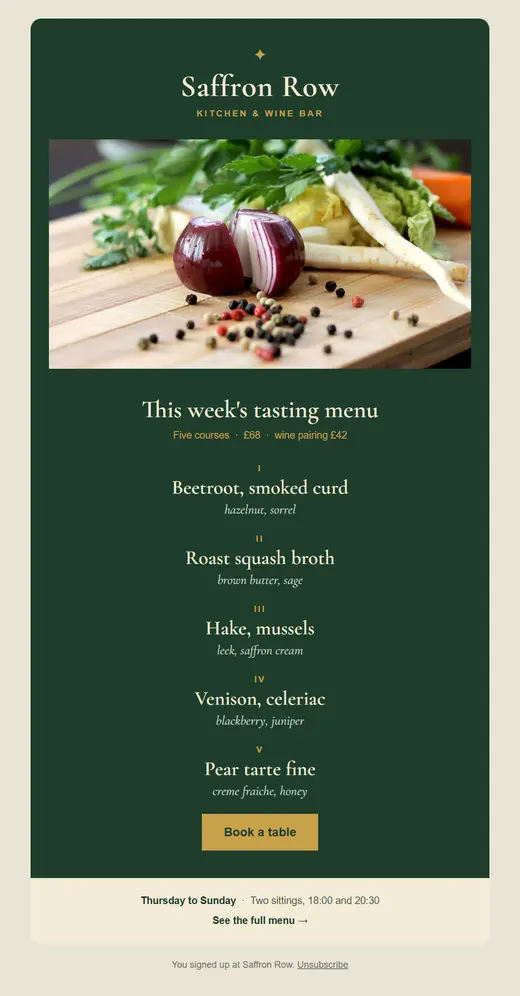 Saffron Row
KITCHEN & WINE BAR
This week's tasting menu
Five courses · £68 · wine pairing £42
I
Beetroot, smoked curd
hazelnut, sorrel
II
Roast squash broth
brown butter, sage
III
Hake, mussels
leek, saffron cream
IV
Venison, celeriac
blackberry, juniper
V
Pear tarte fine
creme fraiche, honey
Book a table
Thursday to Sunday · Two sittings, 18:00 and 20:30
See the full menu →
You signed up at Saffron Row. Unsubscribe